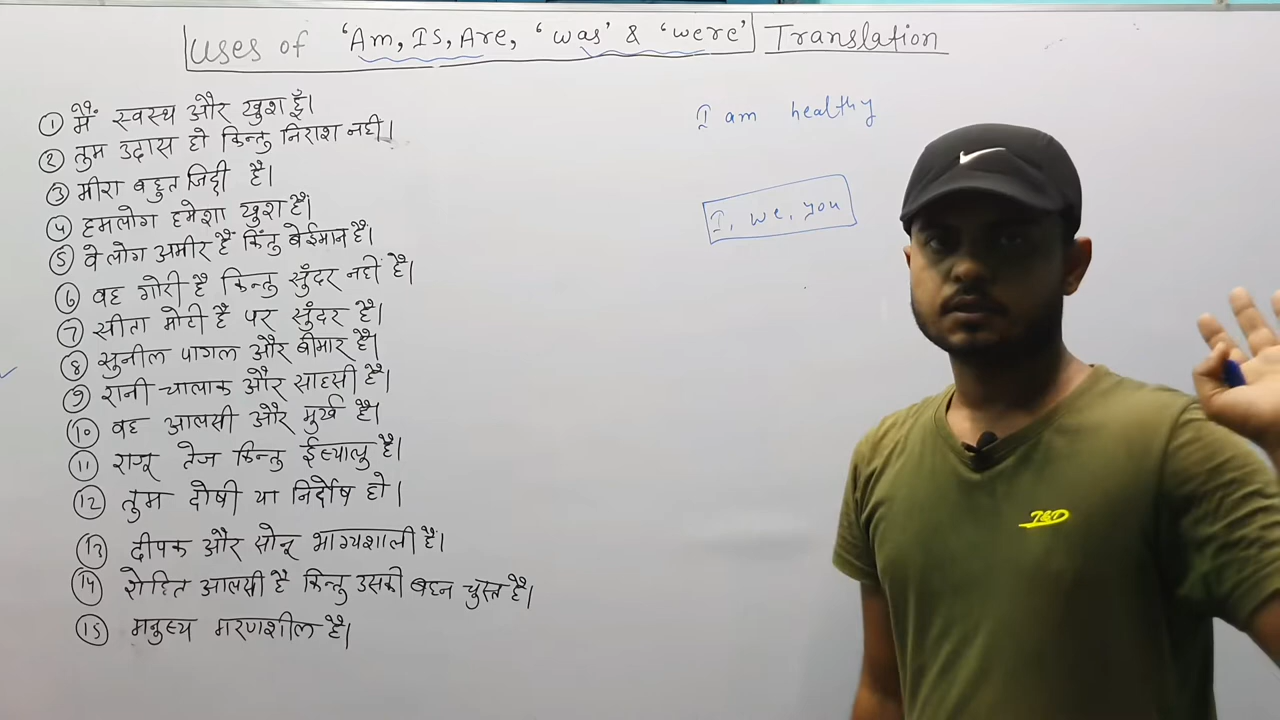 Uses of 'Am, Is, Are, 'was' & 'were' Translation
① मैं स्वस्थ और खुश हूँ।
② तुम उदास हो किन्तु निराश नहीं।
③ मीरा बहुत जिद्दी है।
④ हमलोग हमेशा खुश हैं।
⑤ वे लोग अमीर हैं किंतु बेईमान है।
⑥ वह गोरी है किन्तु सुंदर नहीं है।
⑦ सीता मोटी है पर सुंदर है।
⑧ सुनील पागल और बीमार है।
⑨ रानी चालाक और साहसी है।
⑩ वह आलसी और मुर्ख है।
⑪ राजू तेज किन्तु ईर्ष्यालु है।
⑫ तुम दोषी या निर्दोष हो।
⑬ दीपक और सोनू भाग्यशाली हैं।
⑭ रोहित आलसी है किन्तु उसकी बहन चुस्त है।
⑮ मनुष्य मरणशील है।
I am healthy
I, we, you
T&D